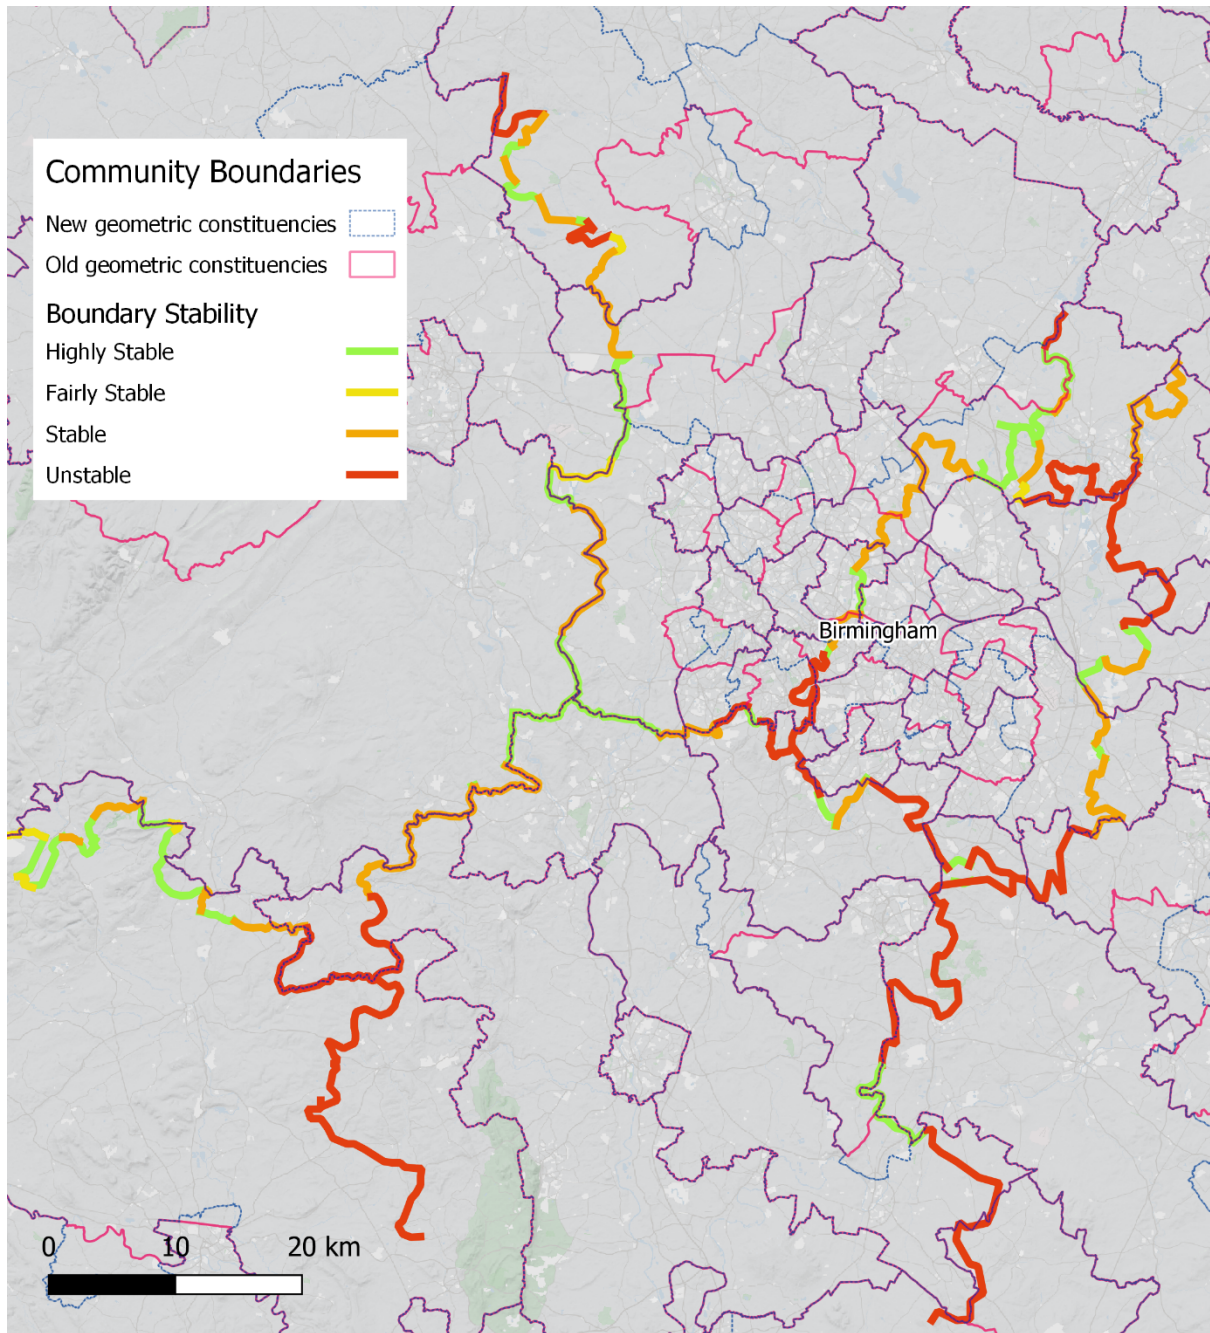 Community Boundaries
New geometric constituencies
Old geometric constituencies
Boundary Stability
Highly Stable
Fairly Stable
Stable
Unstable
Birmingham
0 10 20 km